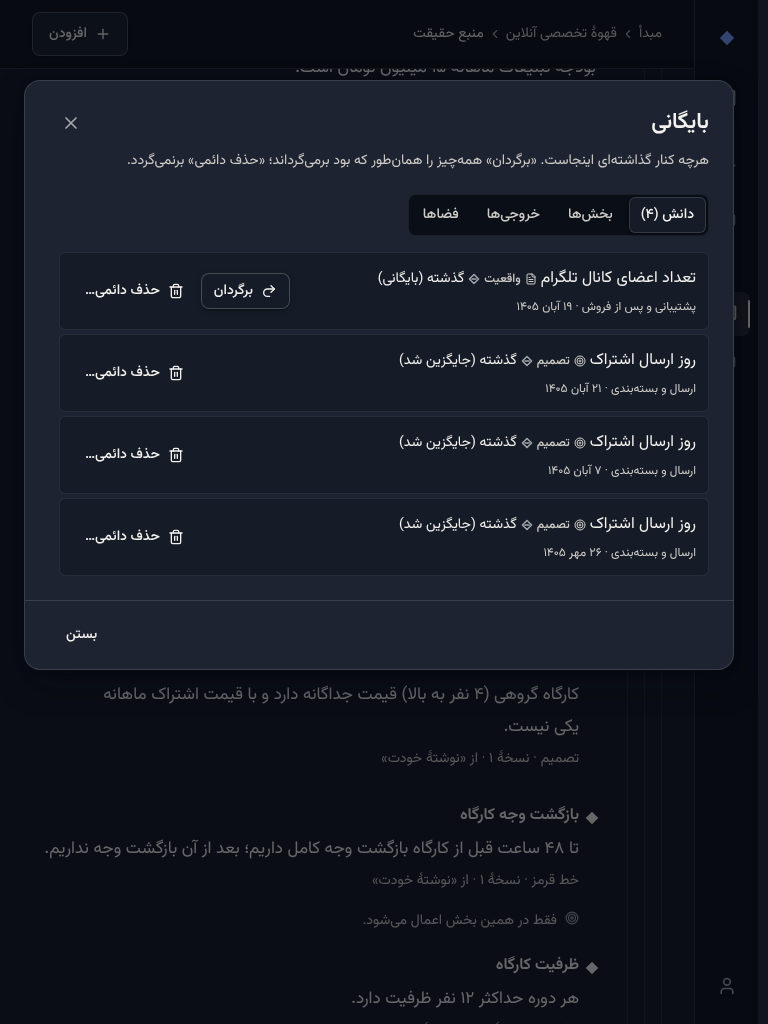 مبدأ › قهوهٔ تخصصی آنلاین › منبع حقیقت
افزودن
بودجهٔ تبلیغات ماهانه ۱۵ میلیون تومان است.
بایگانی
هرچه کنار گذاشته‌ای اینجاست. «برگردان» همه‌چیز را همان‌طور که بود برمی‌گرداند؛ «حذف دائمی» برنمی‌گردد.
دانش (۴)
بخش‌ها
خروجی‌ها
فضاها
تعداد اعضای کانال تلگرام واقعیت گذشته (بایگانی)
پشتیبانی و پس از فروش · ۱۹ آبان ۱۴۰۵
برگردان
حذف دائمی…
روز ارسال اشتراک تصمیم گذشته (جایگزین شد)
ارسال و بسته‌بندی · ۲۱ آبان ۱۴۰۵
حذف دائمی…
روز ارسال اشتراک تصمیم گذشته (جایگزین شد)
ارسال و بسته‌بندی · ۷ آبان ۱۴۰۵
حذف دائمی…
روز ارسال اشتراک تصمیم گذشته (جایگزین شد)
ارسال و بسته‌بندی · ۲۶ مهر ۱۴۰۵
حذف دائمی…
بستن
کارگاه گروهی (۴ نفر به بالا) قیمت جداگانه دارد و با قیمت اشتراک ماهانه
یکی نیست.
تصمیم · نسخهٔ ۱ · از «نوشتهٔ خودت»
بازگشت وجه کارگاه
تا ۴۸ ساعت قبل از کارگاه بازگشت وجه کامل داریم؛ بعد از آن بازگشت وجه نداریم.
خط قرمز · نسخهٔ ۱ · از «نوشتهٔ خودت»
فقط در همین بخش اعمال می‌شود.
ظرفیت کارگاه
هر دوره حداکثر ۱۲ نفر ظرفیت دارد.